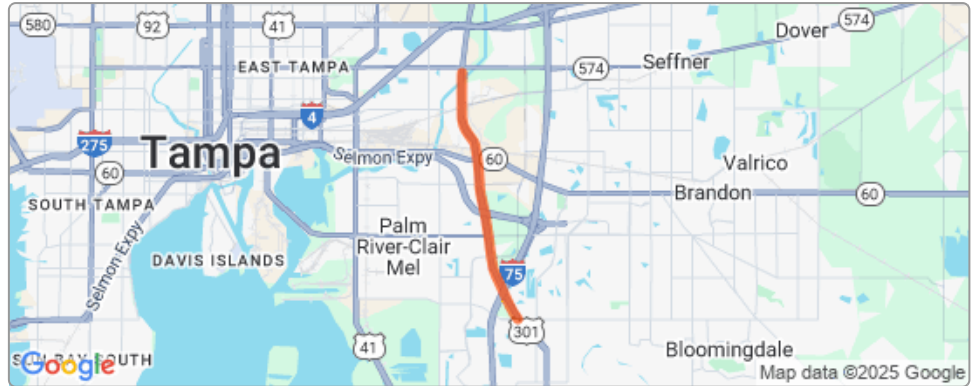 580
92
41
574
Dover
EAST TAMPA
574
Seffner
4
275
Tampa
Selmon Expy
60
Valrico
60
Brandon
60
SOUTH TAMPA
Palm
River-Clair
Mel
Selmon Expy
DAVIS ISLANDS
75
301
41
Bloomingdale
SOUTH
Google
Map data ©2025 Google